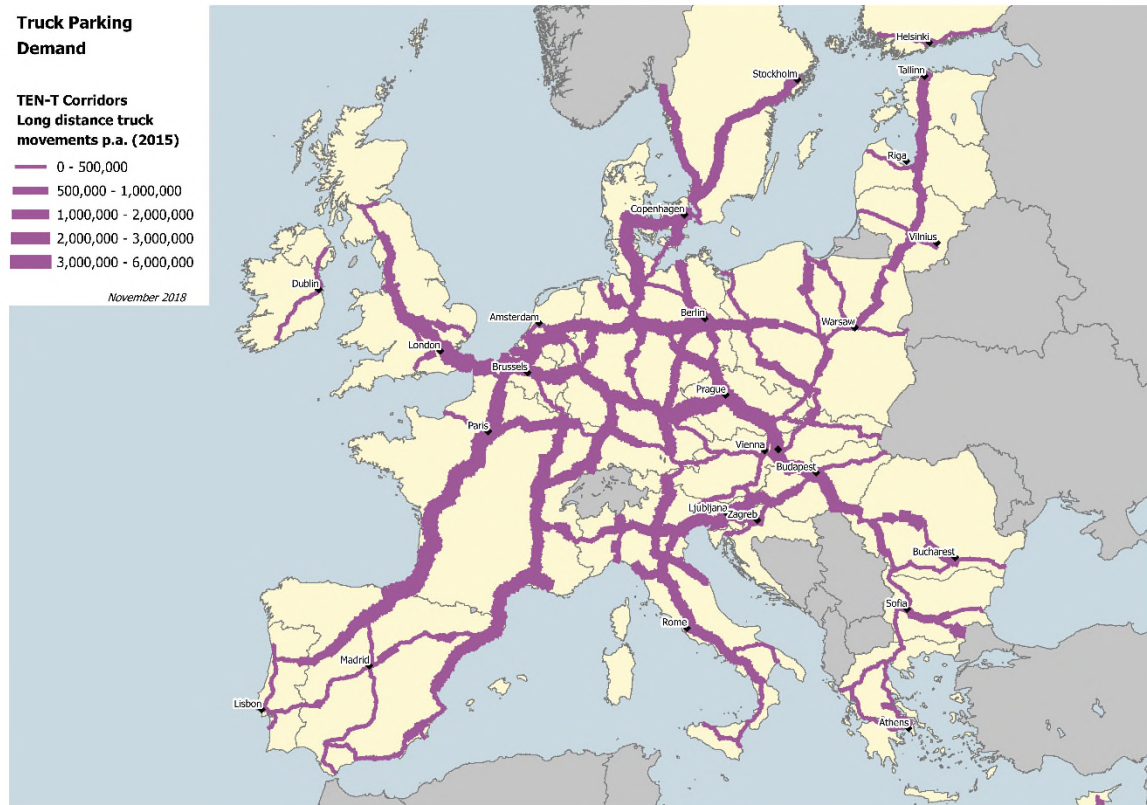 Truck Parking
Demand
TEN-T Corridors
Long distance truck
movements p.a. (2015)
0 - 500,000
500,000 - 1,000,000
1,000,000 - 2,000,000
2,000,000 - 3,000,000
3,000,000 - 6,000,000
November 2018
Helsinki
Stockholm
Tallinn
Riga
Copenhagen
Vilnius
Dublin
Amsterdam
Berlin
Warsaw
London
Brussels
Prague
Paris
Vienna
Budapest
Ljubljana
Zagreb
Bucharest
Sofia
Rome
Madrid
Lisbon
Athens